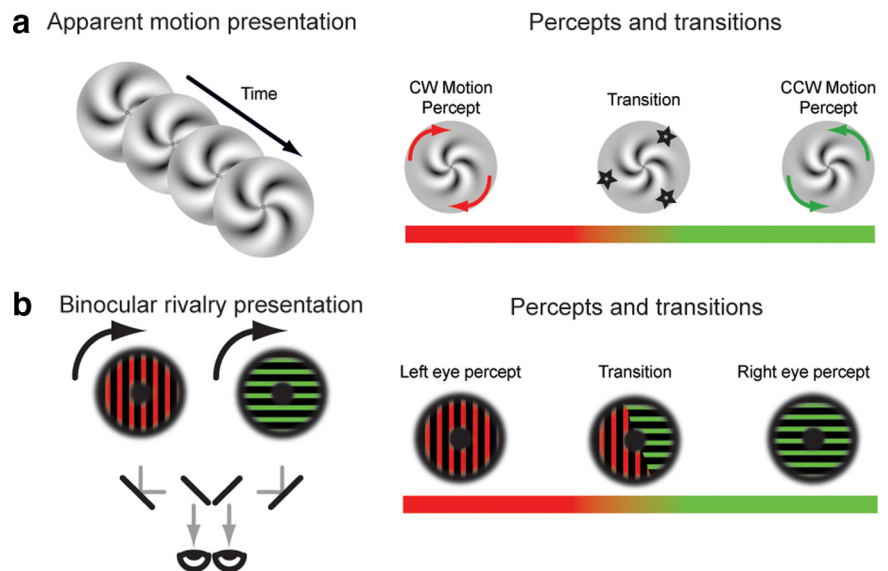 a Apparent motion presentation
Percepts and transitions
Time
CW Motion
Percept
Transition
CCW Motion
Percept
b Binocular rivalry presentation
Percepts and transitions
Left eye percept
Transition
Right eye percept